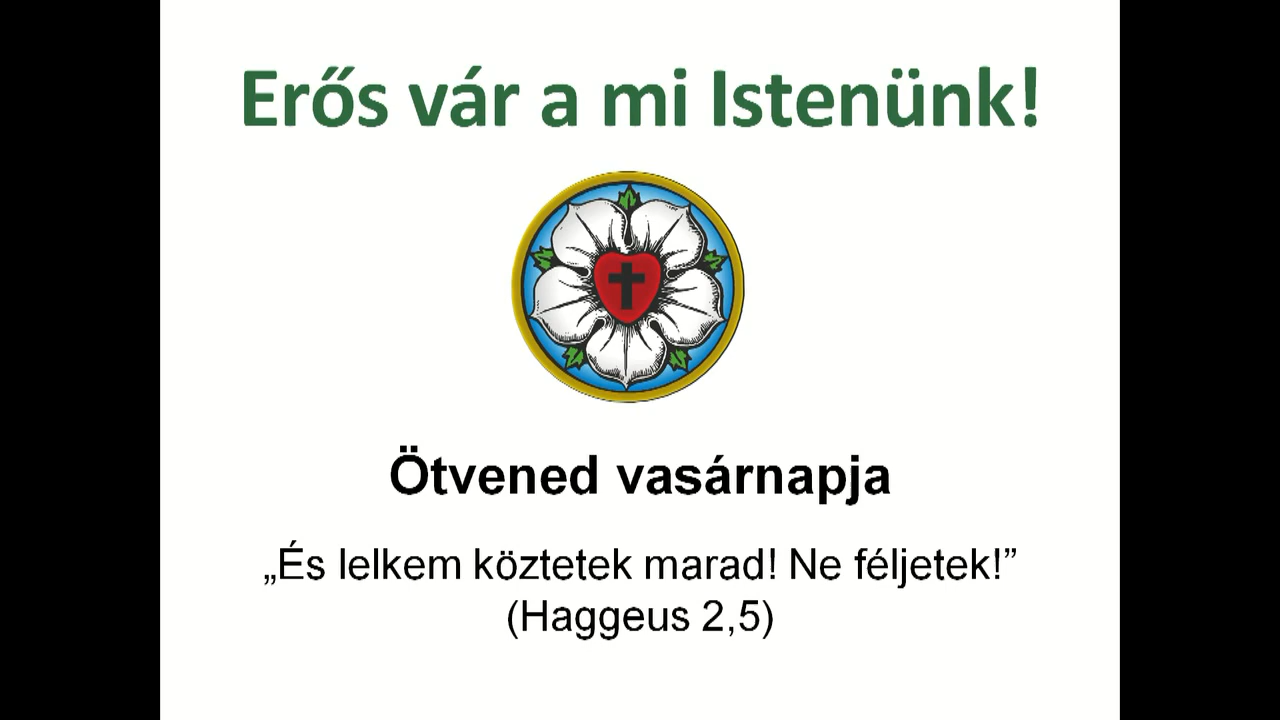 Erős vár a mi Istenünk!
Ötvened vasárnapja
„És lelkem köztetek marad! Ne féljetek!”
(Haggeus 2,5)